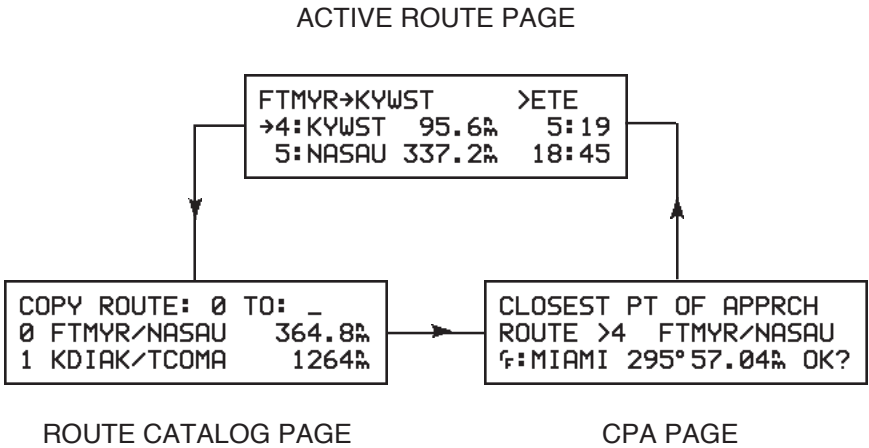 ACTIVE ROUTE PAGE
FTMYR→KYWST >ETE
→4:KYWST 95.6nm 5:19
5:NASAU 337.2nm 18:45
COPY ROUTE: 0 TO: _
0 FTMYR/NASAU 364.8nm
1 KDIAK/TCOMA 1264nm
CLOSEST PT OF APPRCH
ROUTE >4 FTMYR/NASAU
:MIAMI 295°57.04nm OK?
ROUTE CATALOG PAGE
CPA PAGE